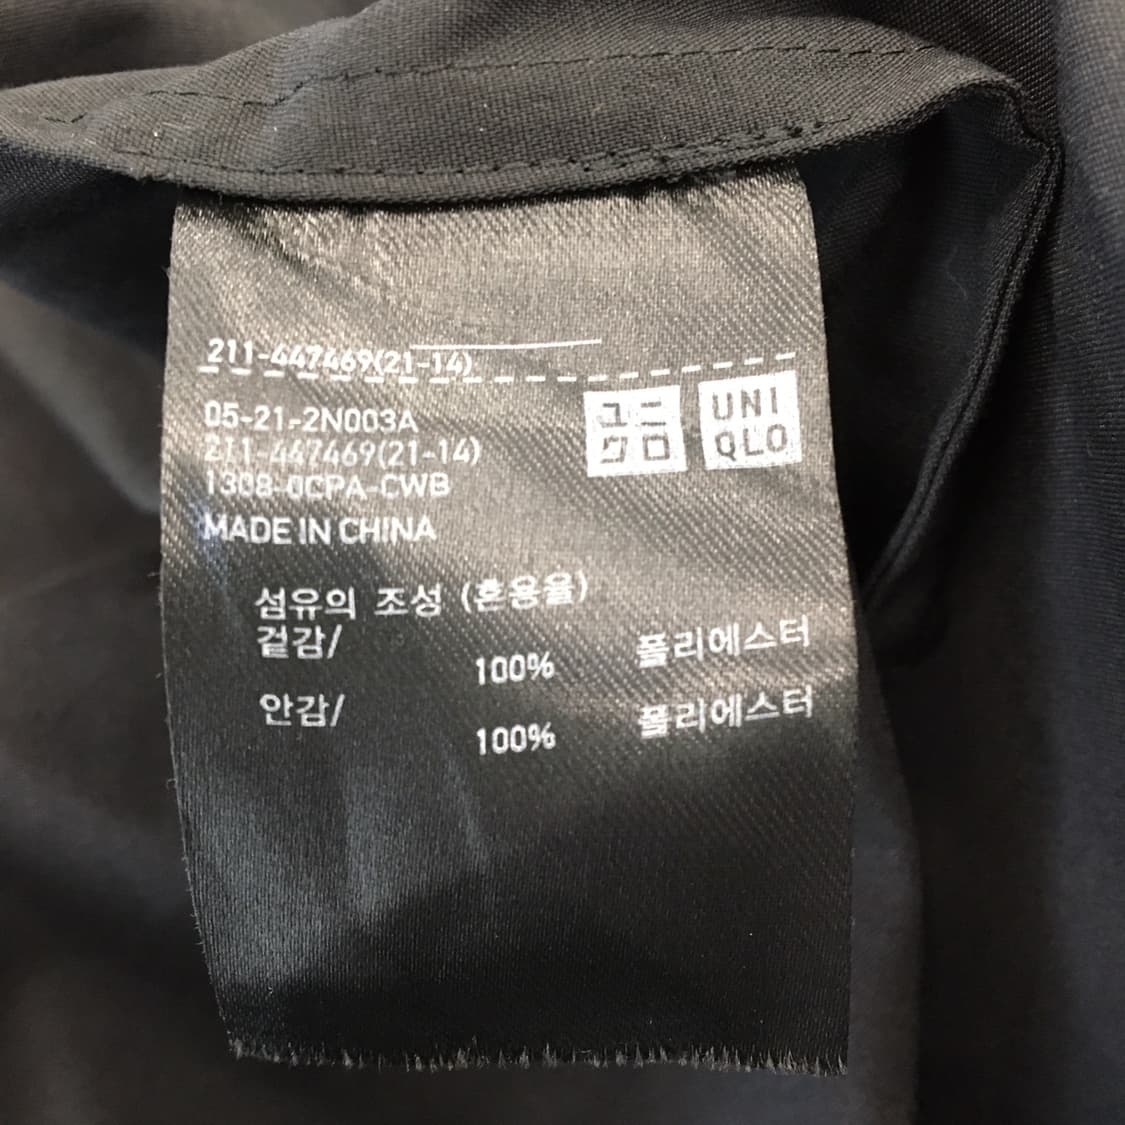 211-447469(21-14)
05-21-2N003A
211-447469(21-14)
1308-0CPA-CWB
MADE IN CHINA
ユニ
クロ
UNI
QLO
섬유의 조성 (혼용율)
겉감/
100% 폴리에스터
안감/
100% 폴리에스터